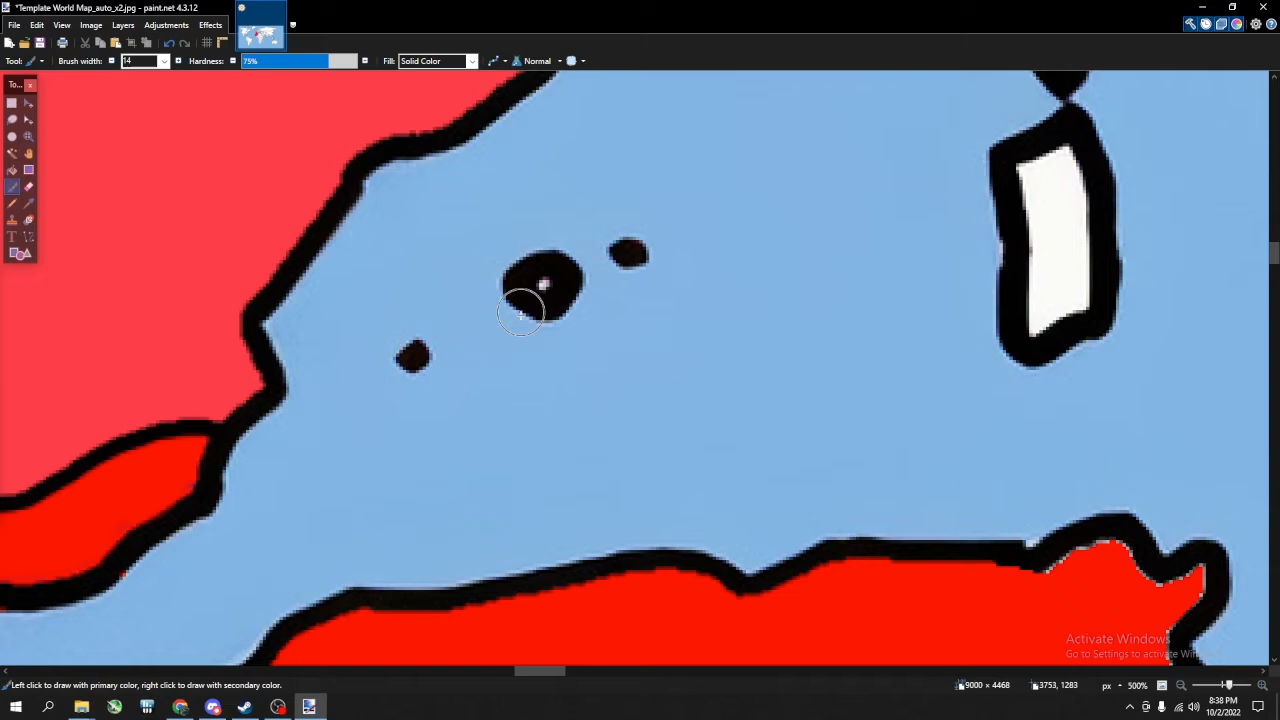 *Template World Map_auto_x2.jpg - paint.net 4.3.12
File Edit View Image Layers Adjustments Effects
Tool: Brush width: 14 Hardness: 75% Fill: Solid Color Normal
To...
Activate Windows
Go to Settings to activate Win
Left click to draw with primary color, right click to draw with secondary color. 9000 × 4468 3753, 1283 px 500%
8:38 PM
10/2/2022